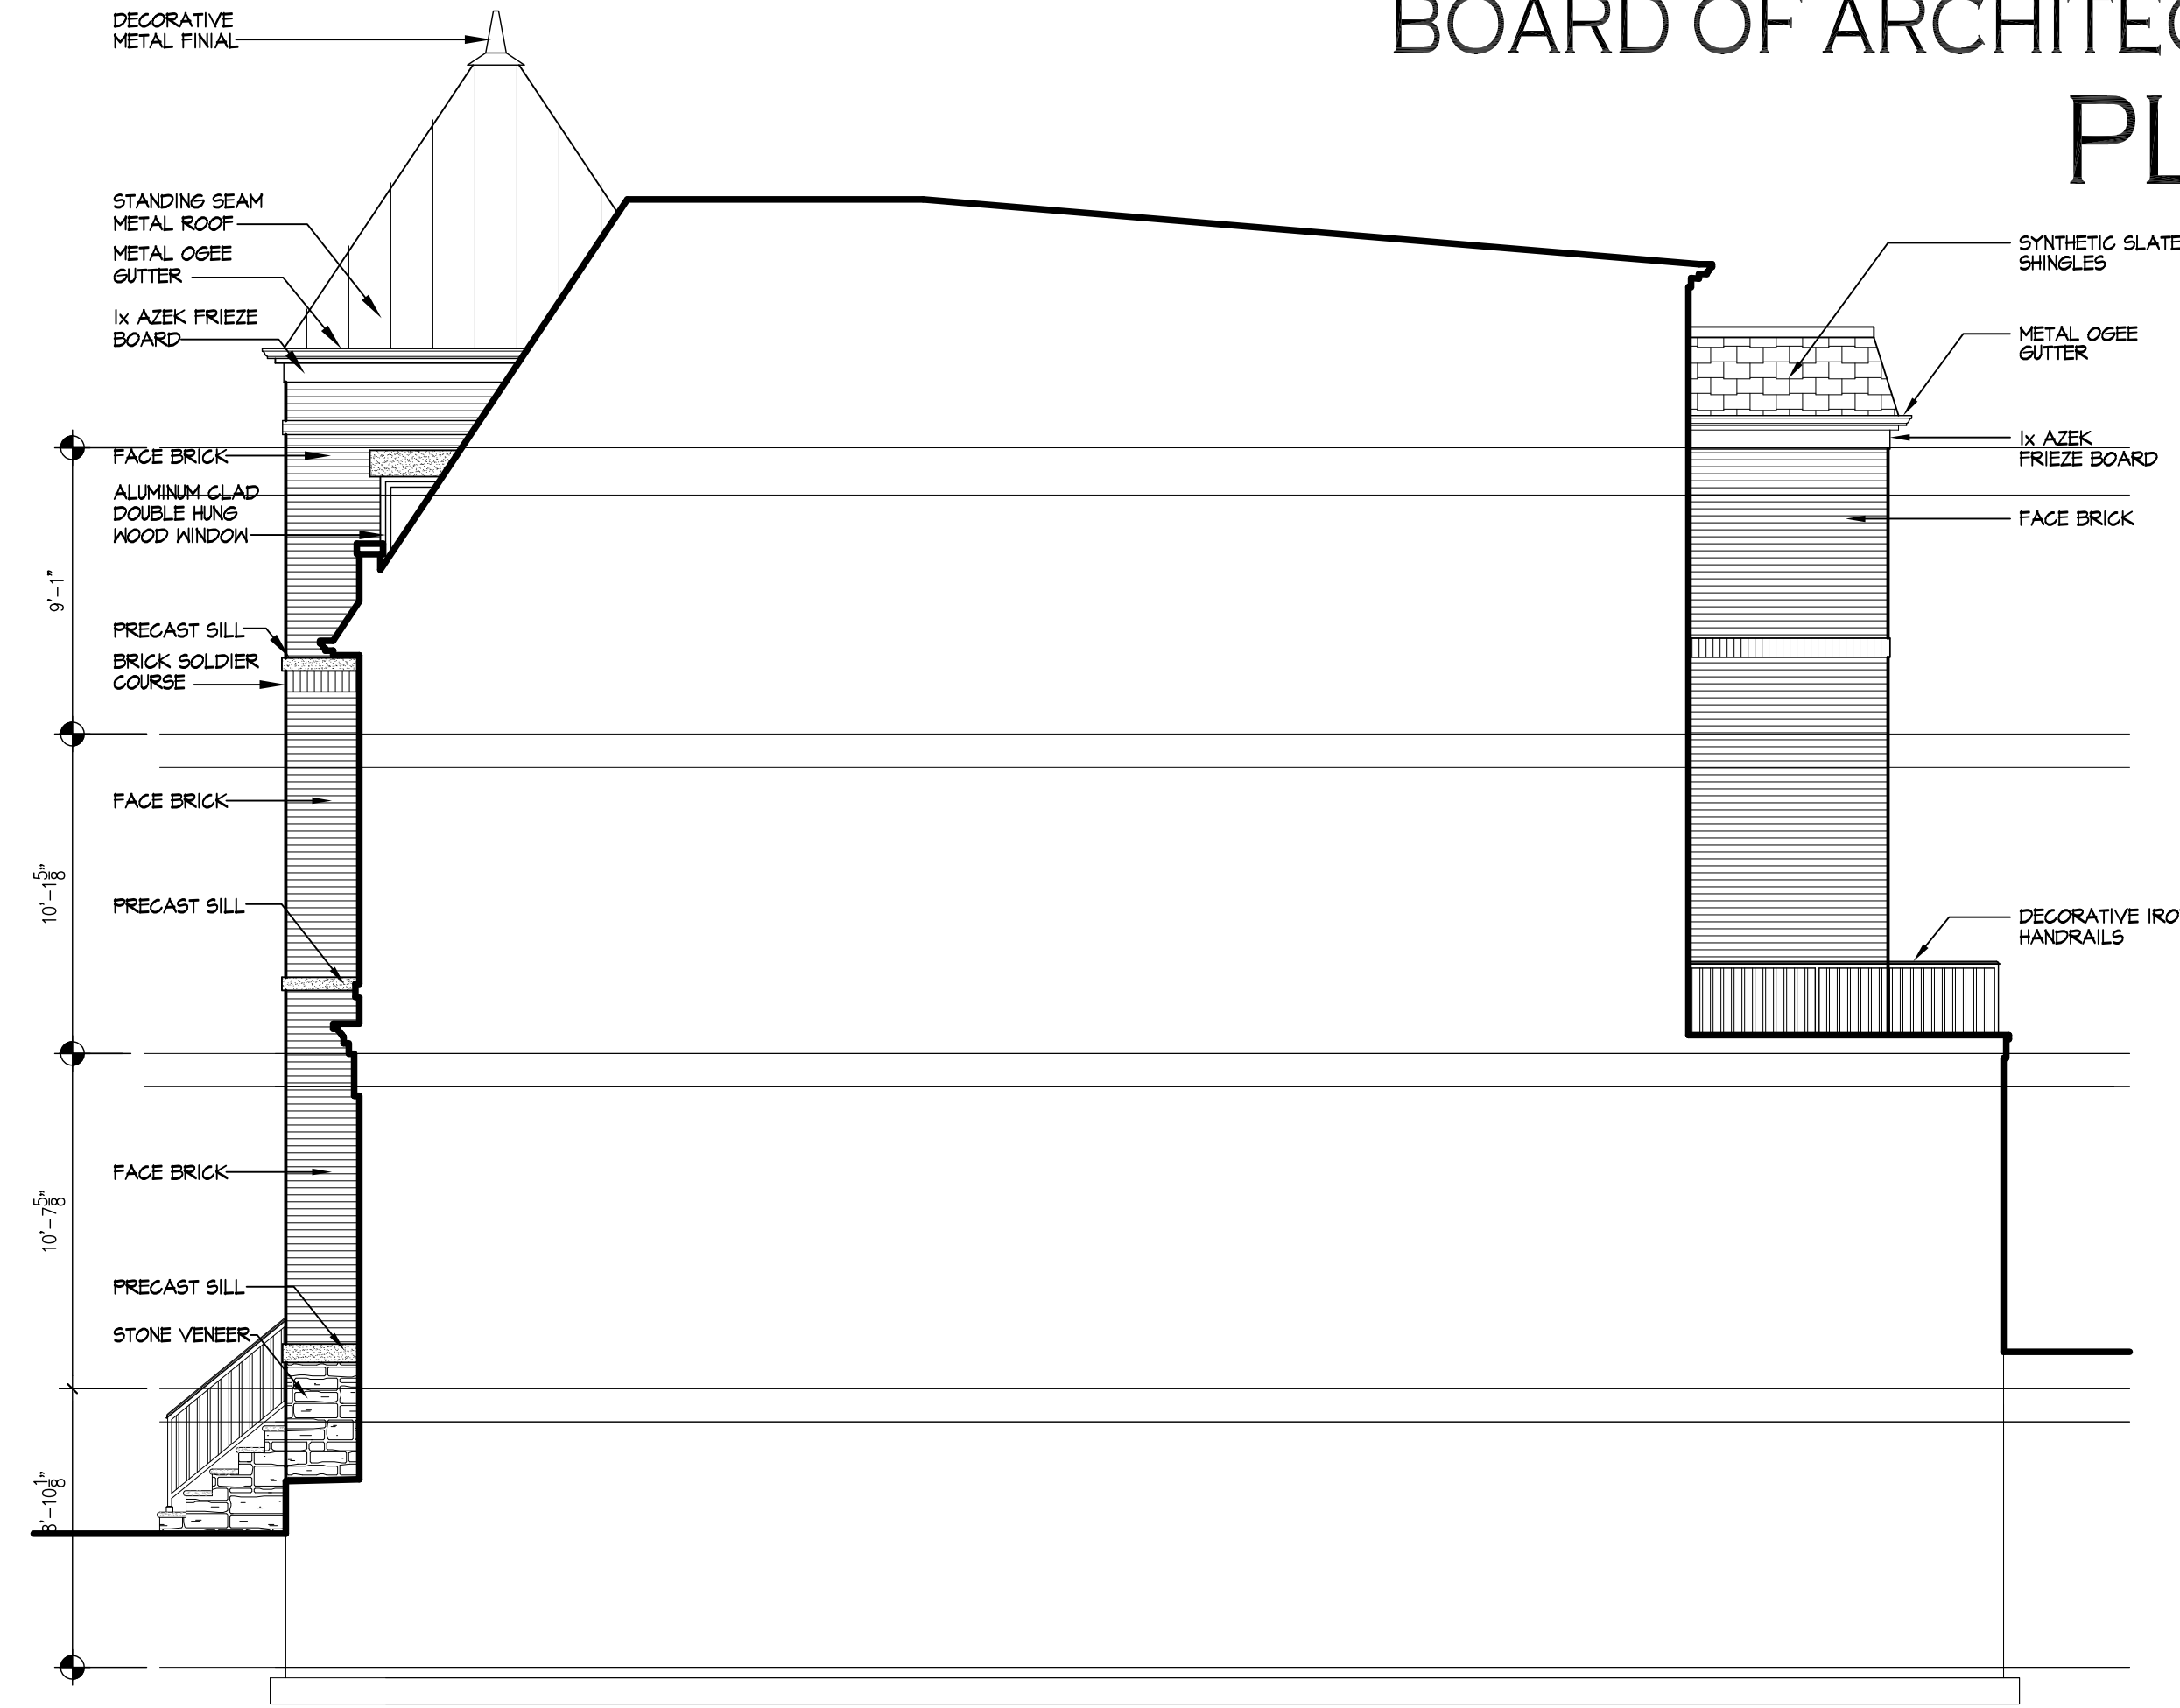 BOARD OF ARCHITEC
PL
DECORATIVE
METAL FINIAL
STANDING SEAM
METAL ROOF
METAL OGEE
GUTTER
1x AZEK FRIEZE
BOARD
FACE BRICK
ALUMINUM CLAD
DOUBLE HUNG
WOOD WINDOW
9'-1"
PRECAST SILL
BRICK SOLDIER
COURSE
FACE BRICK
10'-1 5/8"
PRECAST SILL
FACE BRICK
10'-7 5/8"
PRECAST SILL
STONE VENEER
8'-10 1/8"
SYNTHETIC SLATE
SHINGLES
METAL OGEE
GUTTER
1x AZEK
FRIEZE BOARD
FACE BRICK
DECORATIVE IRO
HANDRAILS